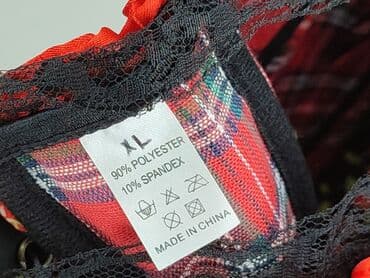 XL
90% POLYESTER
10% SPANDEX
MADE IN CHINA